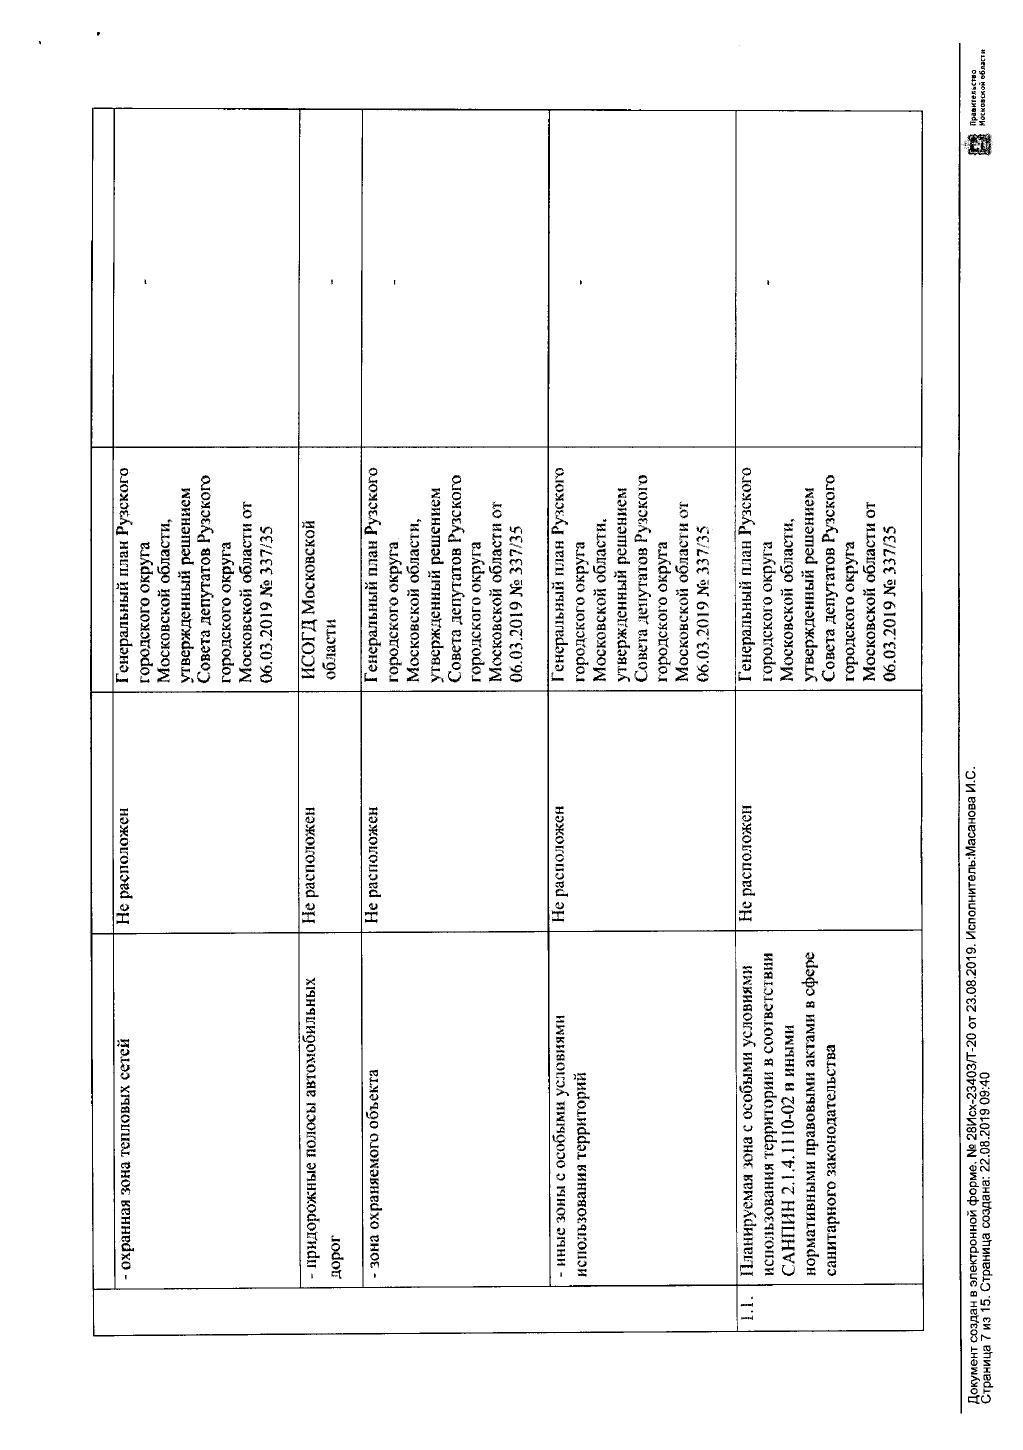 - охранная зона тепловых сетей
Не расположен
Генеральный план Рузского
городского округа
Московской области,
утвержденный решением
Совета депутатов Рузского
городского округа
Московской области от
06.03.2019 № 337/35
-
- придорожные полосы автомобильных
дорог
Не расположен
ИСОГД Московской
области
-
- зона охраняемого объекта
Не расположен
Генеральный план Рузского
городского округа
Московской области,
утвержденный решением
Совета депутатов Рузского
городского округа
Московской области от
06.03.2019 № 337/35
-
- иные зоны с особыми условиями
использования территорий
Не расположен
Генеральный план Рузского
городского округа
Московской области,
утвержденный решением
Совета депутатов Рузского
городского округа
Московской области от
06.03.2019 № 337/35
-
1.1.
Планируемая зона с особыми условиями
использования территории в соответствии
САНПИН 2.1.4.1110-02 и иными
нормативными правовыми актами в сфере
санитарного законодательства
Не расположен
Генеральный план Рузского
городского округа
Московской области,
утвержденный решением
Совета депутатов Рузского
городского округа
Московской области от
06.03.2019 № 337/35
-
Документ создан в электронной форме. № 28Исх-23403/Т-20 от 23.08.2019. Исполнитель:Масанова И.С.
Страница 7 из 15. Страница создана: 22.08.2019 09:40
Правительство
Московской области